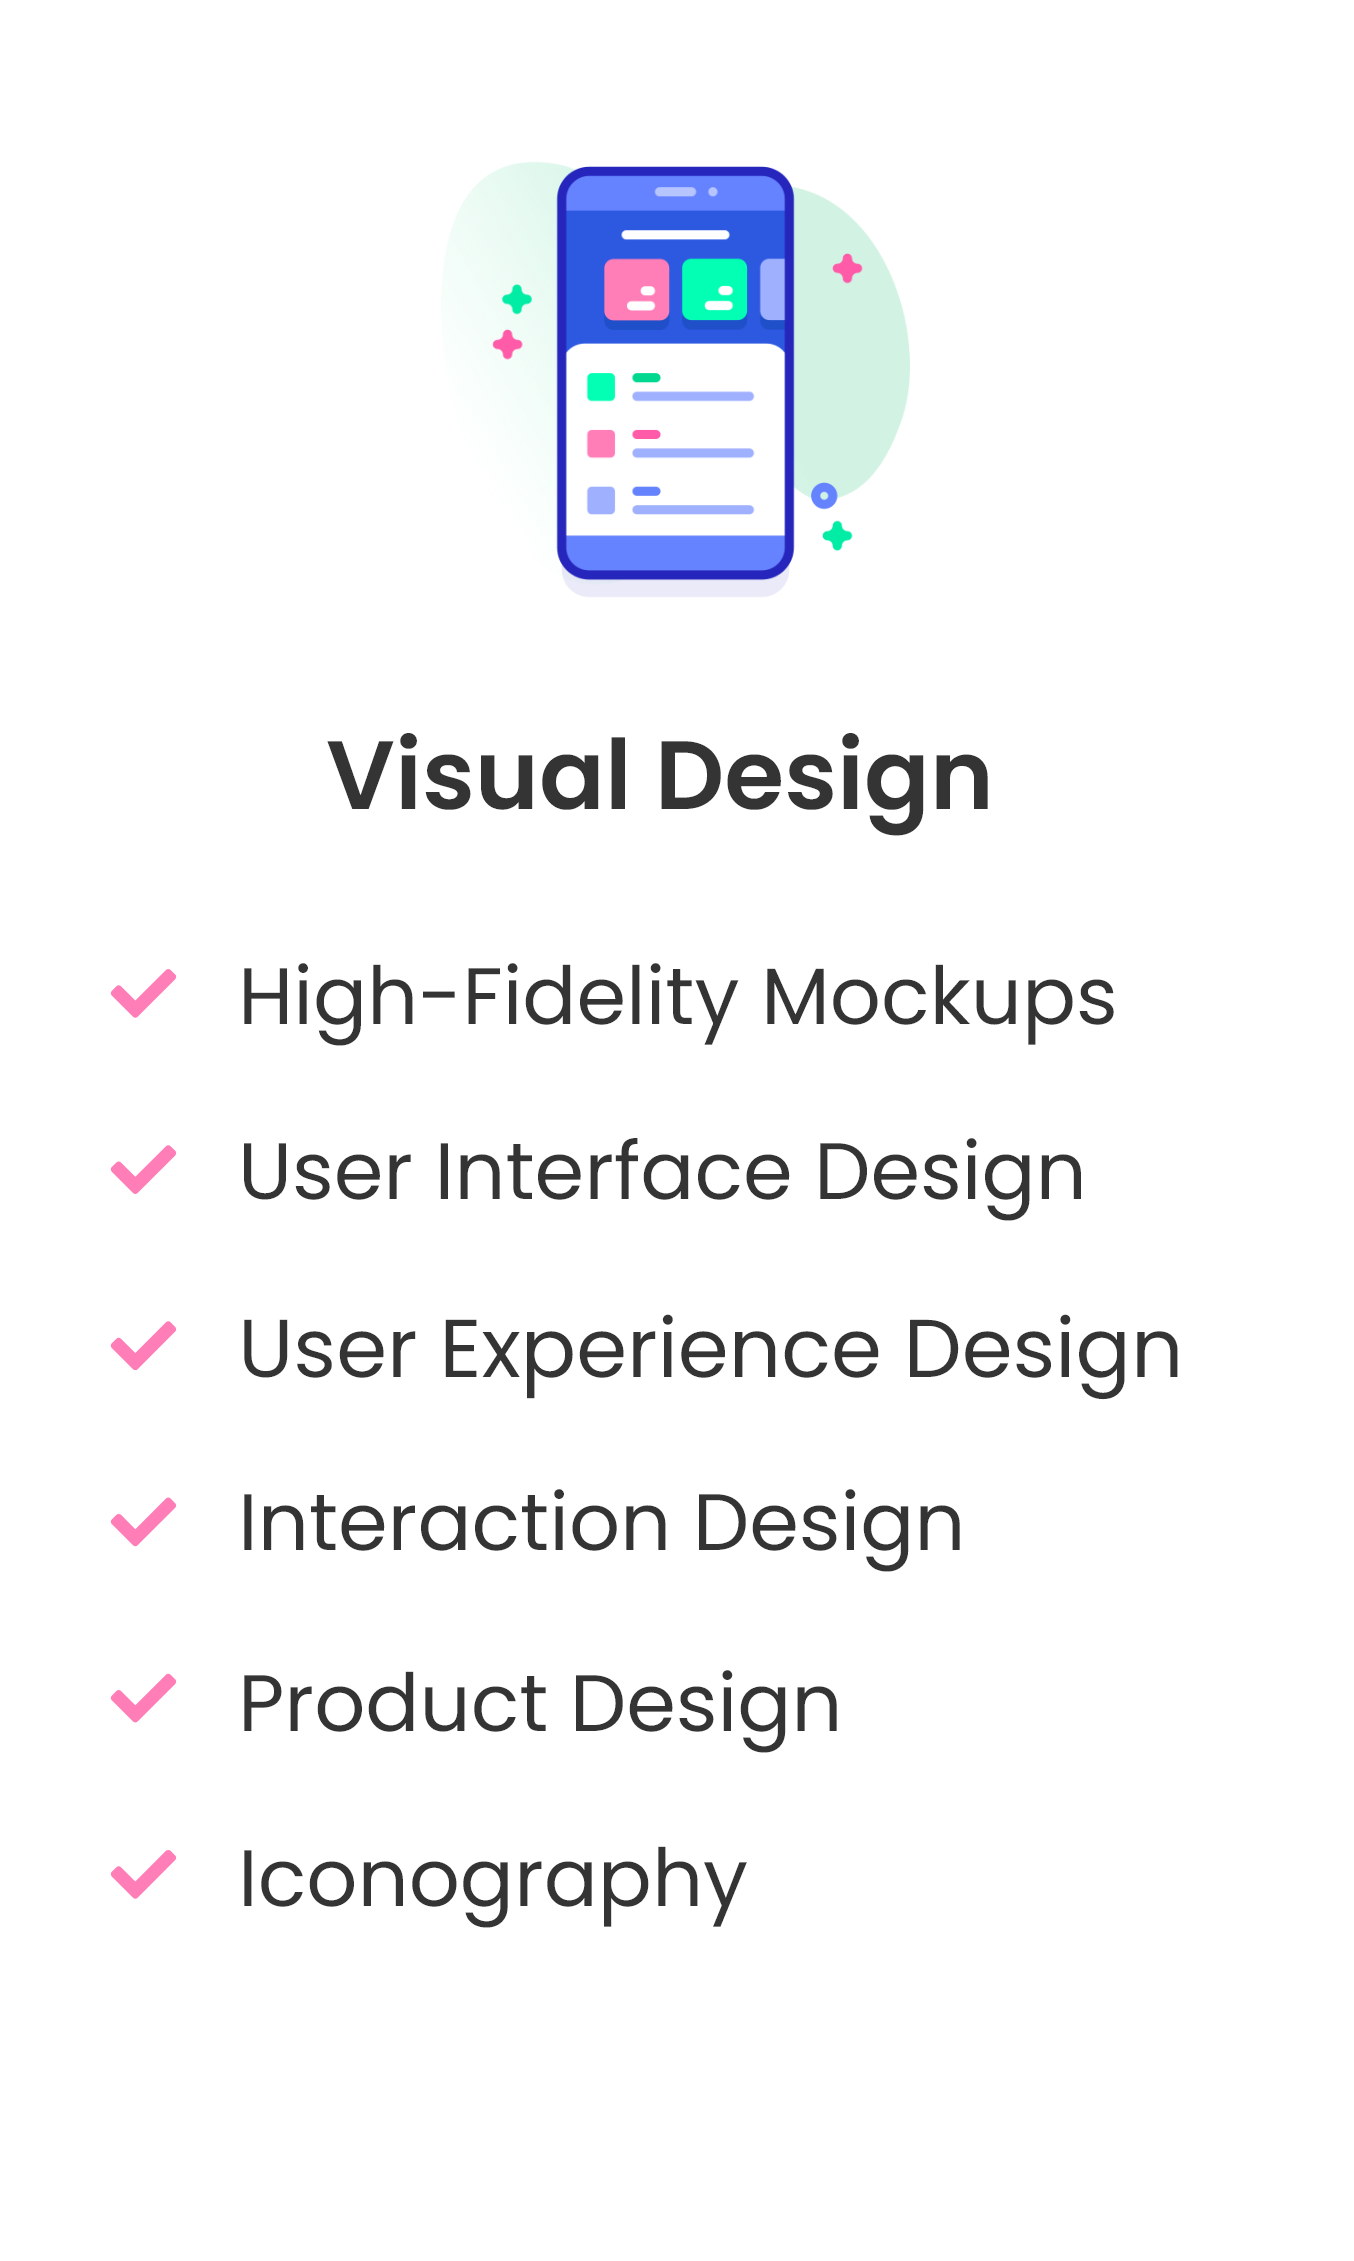 Visual Design
High-Fidelity Mockups
User Interface Design
User Experience Design
Interaction Design
Product Design
Iconography